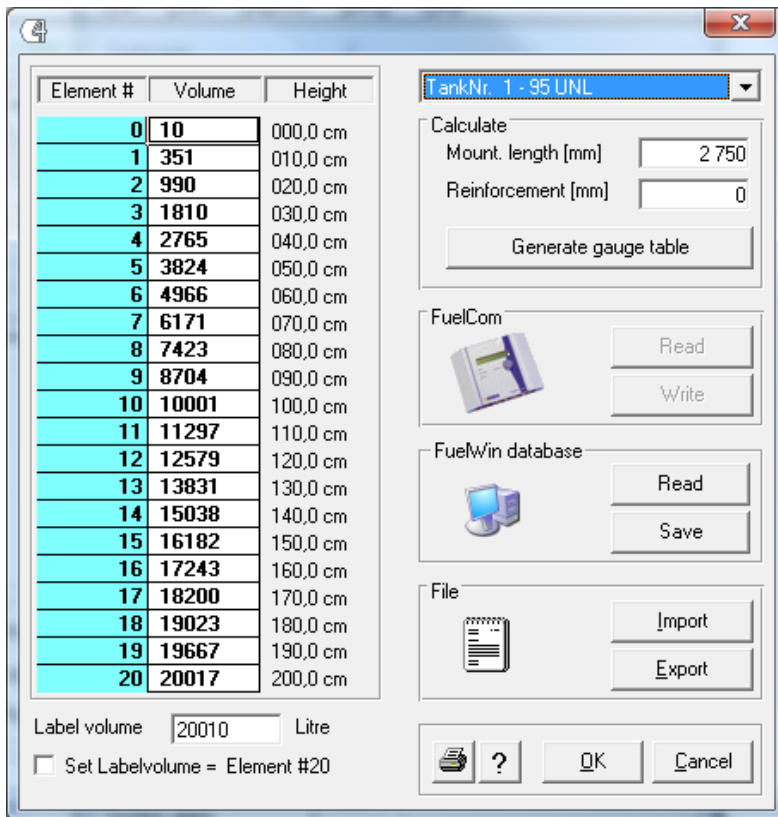 Element # Volume Height
0 10 000,0 cm
1 351 010,0 cm
2 990 020,0 cm
3 1810 030,0 cm
4 2765 040,0 cm
5 3824 050,0 cm
6 4966 060,0 cm
7 6171 070,0 cm
8 7423 080,0 cm
9 8704 090,0 cm
10 10001 100,0 cm
11 11297 110,0 cm
12 12579 120,0 cm
13 13831 130,0 cm
14 15038 140,0 cm
15 16182 150,0 cm
16 17243 160,0 cm
17 18200 170,0 cm
18 19023 180,0 cm
19 19667 190,0 cm
20 20017 200,0 cm
Label volume 20010 Litre
Set Labelvolume = Element #20
TankNr. 1 - 95 UNL
Calculate
Mount. length [mm] 2 750
Reinforcement [mm] 0
Generate gauge table
FuelCom
Read
Write
FuelWin database
Read
Save
File
Import
Export
? OK Cancel